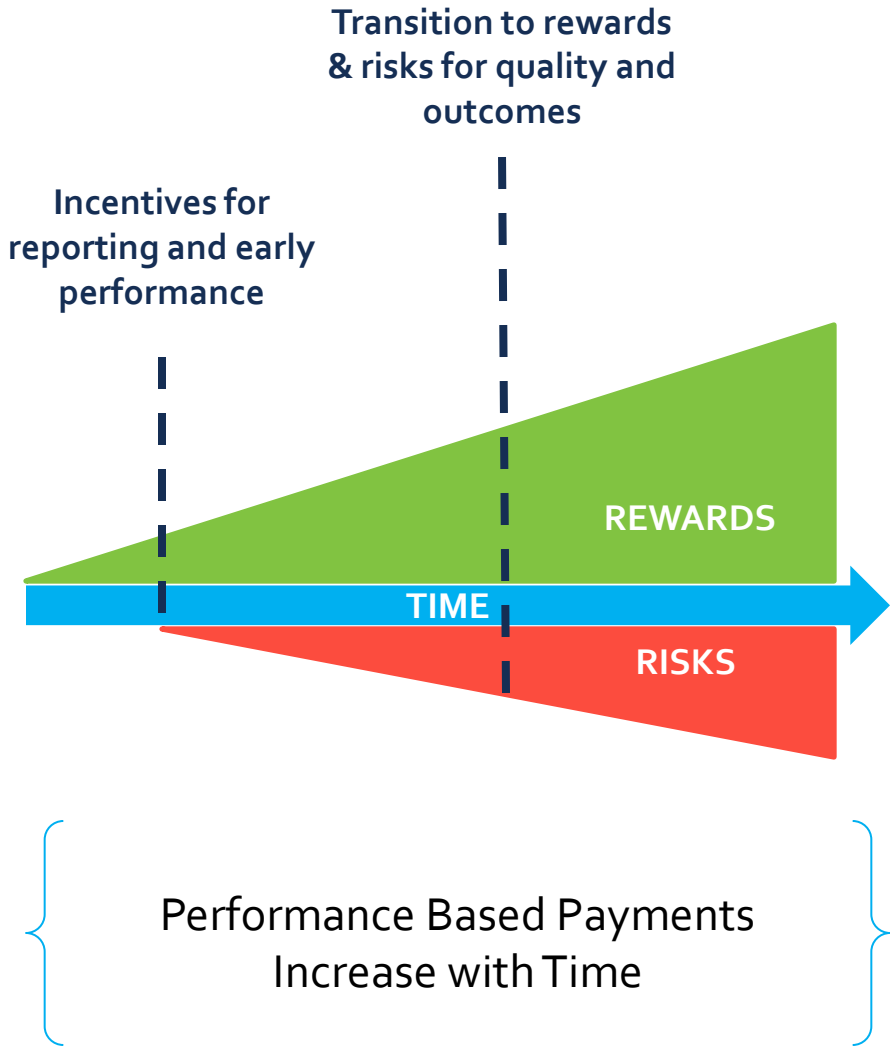 Transition to rewards
& risks for quality and
outcomes
Incentives for
reporting and early
performance
REWARDS
TIME
RISKS
Performance Based Payments
Increase with Time